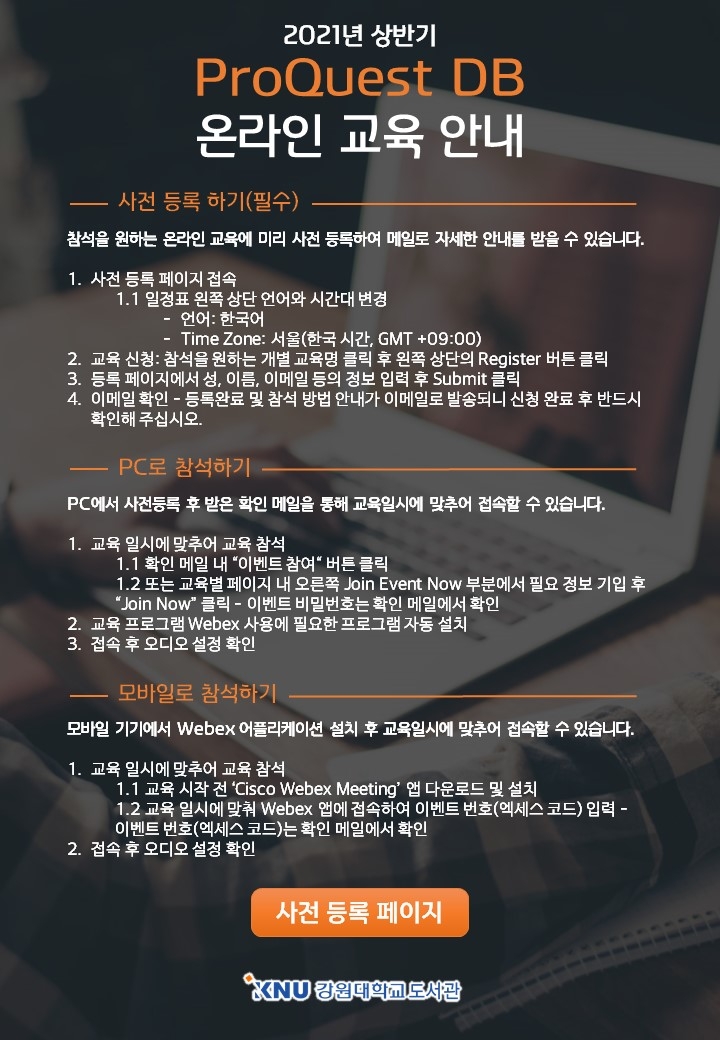 2021년 상반기
ProQuest DB
온라인 교육 안내
사전 등록 하기(필수)
참석을 원하는 온라인 교육에 미리 사전 등록하여 메일로 자세한 안내를 받을 수 있습니다.
1. 사전 등록 페이지 접속
1.1 일정표 왼쪽 상단 언어와 시간대 변경
- 언어: 한국어
- Time Zone: 서울(한국 시간, GMT +09:00)
2. 교육 신청: 참석을 원하는 개별 교육명 클릭 후 왼쪽 상단의 Register 버튼 클릭
3. 등록 페이지에서 성, 이름, 이메일 등의 정보 입력 후 Submit 클릭
4. 이메일 확인 – 등록완료 및 참석 방법 안내가 이메일로 발송되니 신청 완료 후 반드시
확인해 주십시오.
PC로 참석하기
PC에서 사전등록 후 받은 확인 메일을 통해 교육일시에 맞추어 접속할 수 있습니다.
1. 교육 일시에 맞추어 교육 참석
1.1 확인 메일 내 “이벤트 참여“ 버튼 클릭
1.2 또는 교육별 페이지 내 오른쪽 Join Event Now 부분에서 필요 정보 기입 후
“Join Now” 클릭 – 이벤트 비밀번호는 확인 메일에서 확인
2. 교육 프로그램 Webex 사용에 필요한 프로그램 자동 설치
3. 접속 후 오디오 설정 확인
모바일로 참석하기
모바일 기기에서 Webex 어플리케이션 설치 후 교육일시에 맞추어 접속할 수 있습니다.
1. 교육 일시에 맞추어 교육 참석
1.1 교육 시작 전 ‘Cisco Webex Meeting’ 앱 다운로드 및 설치
1.2 교육 일시에 맞춰 Webex 앱에 접속하여 이벤트 번호(엑세스 코드) 입력 –
이벤트 번호(엑세스 코드)는 확인 메일에서 확인
2. 접속 후 오디오 설정 확인
사전 등록 페이지
KNU 강원대학교도서관